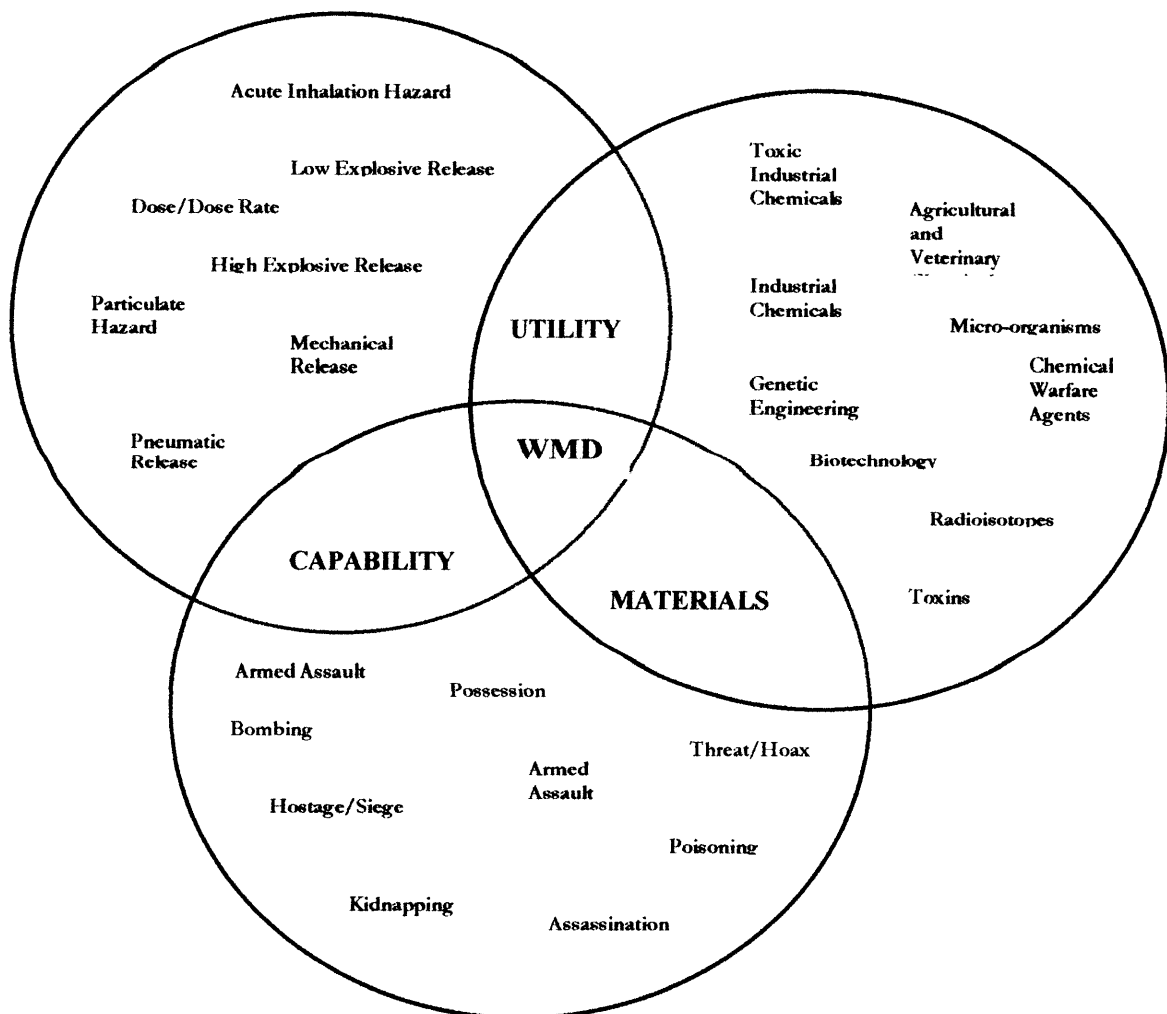 Acute Inhalation Hazard
Low Explosive Release
Dose/Dose Rate
High Explosive Release
Particulate
Hazard
Mechanical
Release
Pneumatic
Release
UTILITY
WMD
CAPABILITY
MATERIALS
Toxic
Industrial
Chemicals
Agricultural
and
Veterinary
Industrial
Chemicals
Micro-organisms
Chemical
Warfare
Agents
Genetic
Engineering
Biotechnology
Radioisotopes
Toxins
Armed Assault
Possession
Bombing
Threat/Hoax
Armed
Assault
Hostage/Siege
Poisoning
Kidnapping
Assassination